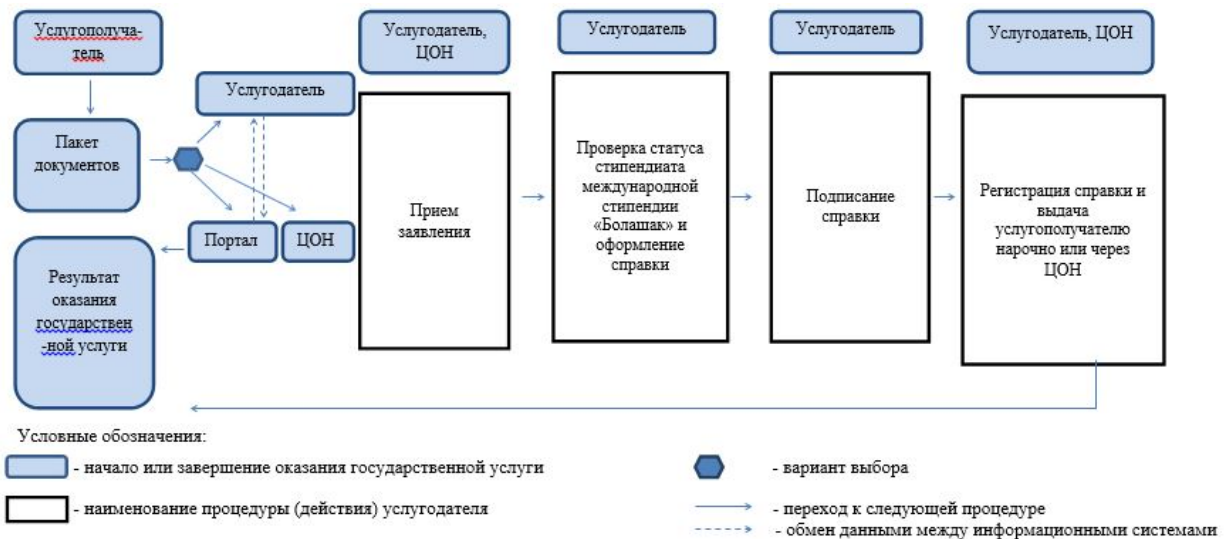 Услугополуча-
тель
Услугодатель,
ЦОН
Услугодатель
Услугодатель
Услугодатель, ЦОН
Услугодатель
Пакет
документов
Портал
ЦОН
Результат
оказания
государствен
-ной услуги
Прием
заявления
Проверка статуса
стипендиата
международной
стипендии
«Болашак» и
оформление
справки
Подписание
справки
Регистрация справки и
выдача
услугополучателю
нарочно или через
ЦОН
Условные обозначения:
- начало или завершение оказания государственной услуги
- вариант выбора
- наименование процедуры (действия) услугодателя
- переход к следующей процедуре
- обмен данными между информационными системами